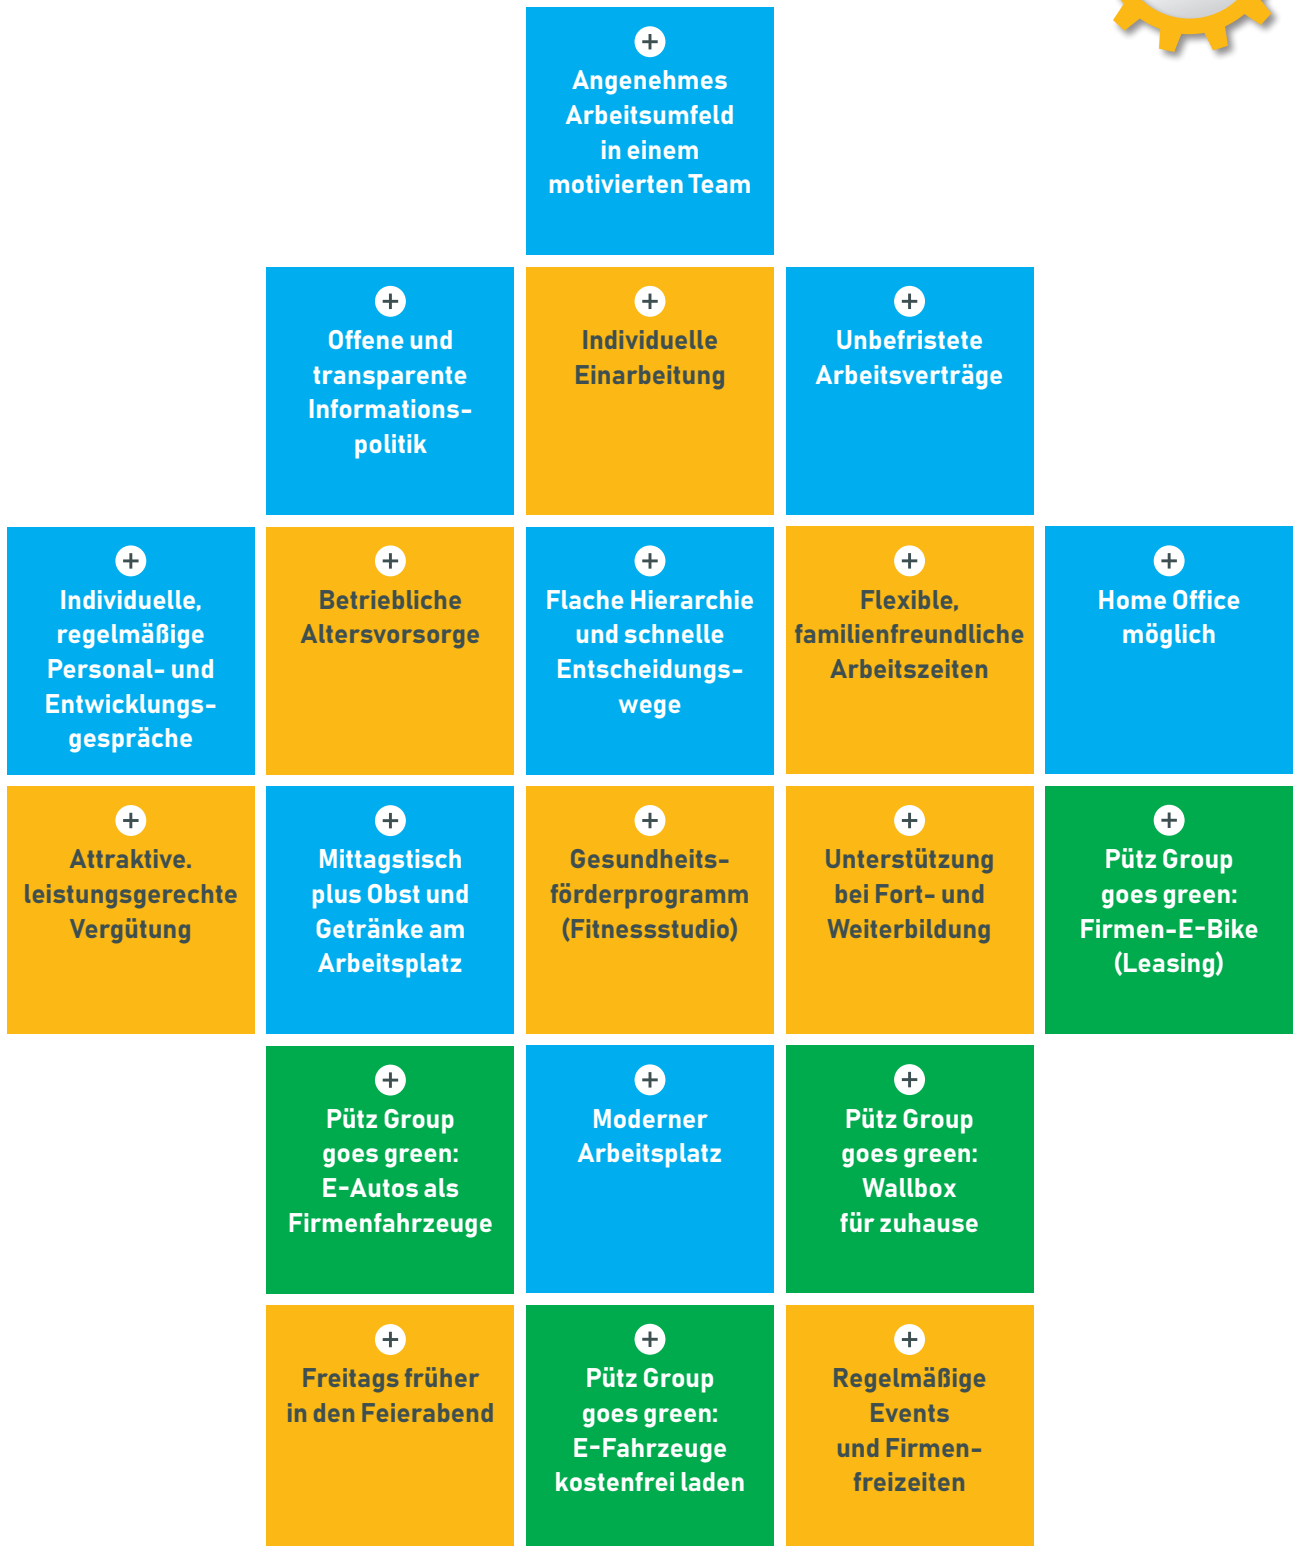 Angenehmes
Arbeitsumfeld
in einem
motivierten Team
Offene und
transparente
Informations-
politik
Individuelle
Einarbeitung
Unbefristete
Arbeitsverträge
Individuelle,
regelmäßige
Personal- und
Entwicklungs-
gespräche
Betriebliche
Altersvorsorge
Flache Hierarchie
und schnelle
Entscheidungs-
wege
Flexible,
familienfreundliche
Arbeitszeiten
Home Office
möglich
Attraktive.
leistungsgerechte
Vergütung
Mittagstisch
plus Obst und
Getränke am
Arbeitsplatz
Gesundheits-
förderprogramm
(Fitnessstudio)
Unterstützung
bei Fort- und
Weiterbildung
Pütz Group
goes green:
Firmen-E-Bike
(Leasing)
Pütz Group
goes green:
E-Autos als
Firmenfahrzeuge
Moderner
Arbeitsplatz
Pütz Group
goes green:
Wallbox
für zuhause
Freitags früher
in den Feierabend
Pütz Group
goes green:
E-Fahrzeuge
kostenfrei laden
Regelmäßige
Events
und Firmen-
freizeiten